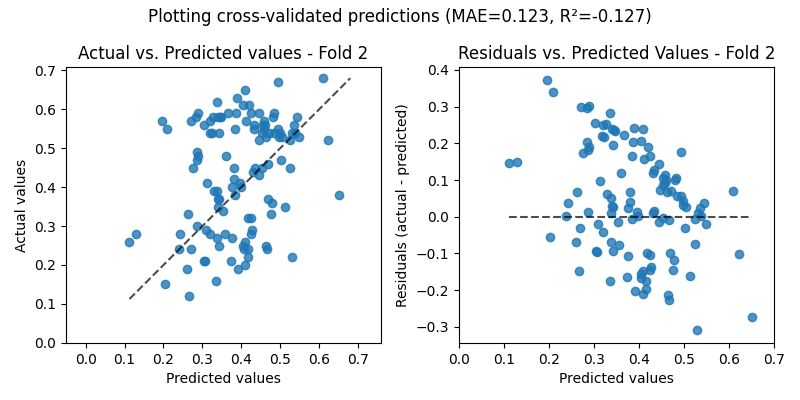 Plotting cross-validated predictions (MAE=0.123, R²=-0.127)
Actual vs. Predicted values - Fold 2
0.7
0.6
0.5
0.4
0.3
0.2
0.1
0.0
Actual values
0.0 0.1 0.2 0.3 0.4 0.5 0.6 0.7
Predicted values
Residuals vs. Predicted Values - Fold 2
0.4
0.3
0.2
0.1
0.0
−0.1
−0.2
−0.3
Residuals (actual - predicted)
0.0 0.1 0.2 0.3 0.4 0.5 0.6 0.7
Predicted values